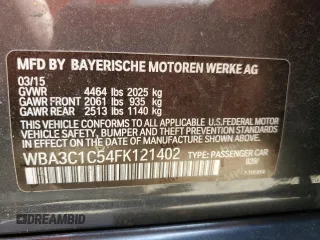 MFD BY BAYERISCHE MOTOREN WERKE AG
03/15
GVWR 4464 lbs 2025 kg
GAWR FRONT 2061 lbs 935 kg
GAWR REAR 2513 lbs 1140 kg
THIS VEHICLE CONFORMS TO ALL APPLICABLE
FEDERAL MOTOR VEHICLE SAFETY, BUMPER,
AND THEFT PREVENTION STANDARDS
IN EFFECT ON THE DATE OF MANUFACTURE SHOWN ABOVE.
WBA3C1C54FK121402 TYPE: PASSENGER CAR
DREAMBID